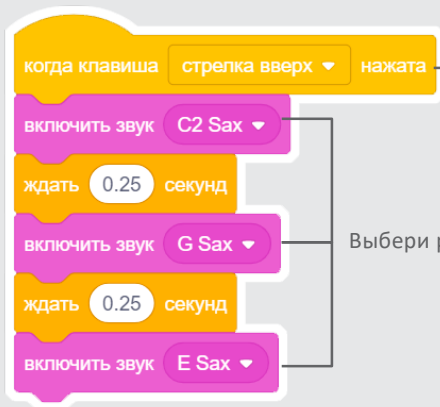 когда клавиша стрелка вверх нажата
включить звук C2 Sax
ждать 0.25 секунд
включить звук G Sax
Выбери
ждать 0.25 секунд
включить звук E Sax